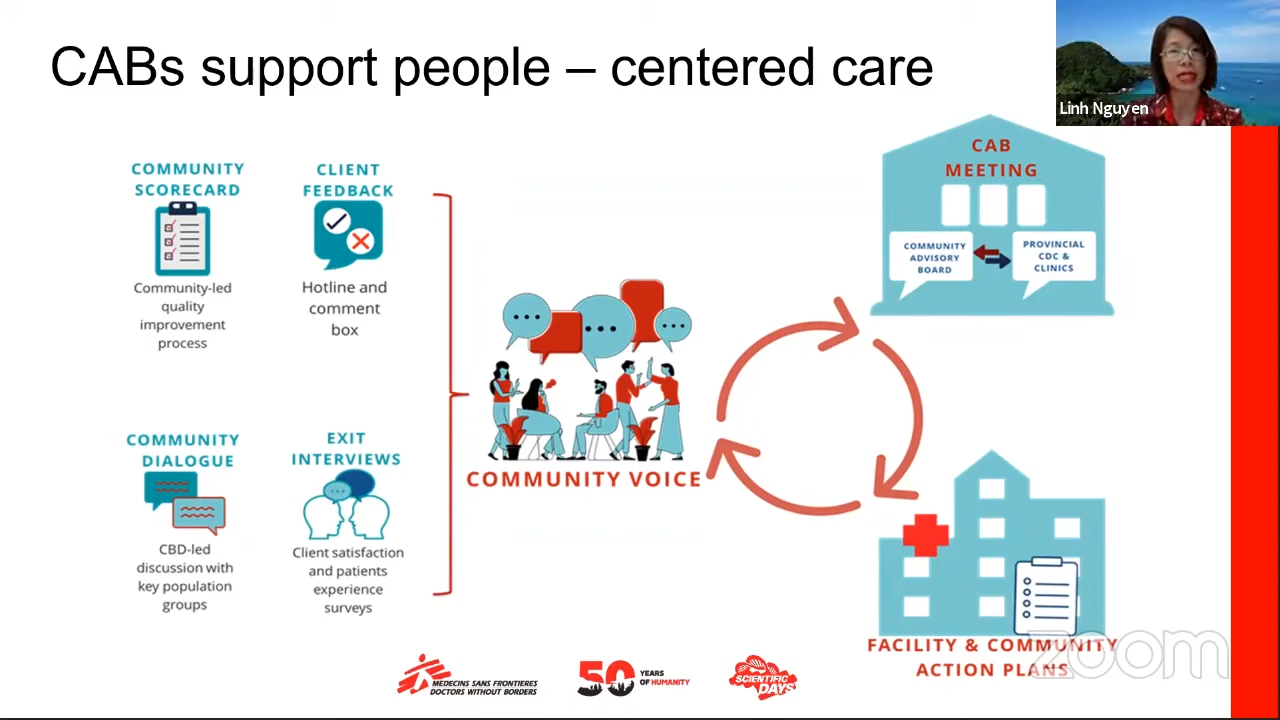 CABs support people – centered care
Linh Nguyen
COMMUNITY
SCORECARD
Community-led
quality
improvement
process
CLIENT
FEEDBACK
Hotline and
comment
box
COMMUNITY
DIALOGUE
CBD-led
discussion with
key population
groups
EXIT
INTERVIEWS
Client satisfaction
and patients
experience
surveys
COMMUNITY VOICE
CAB
MEETING
COMMUNITY
ADVISORY
BOARD
PROVINCIAL
CDC &
CLINICS
FACILITY & COMMUNITY
ACTION PLANS
zoom
MEDECINS SANS FRONTIERES
DOCTORS WITHOUT BORDERS
50 YEARS
OF HUMANITY
SCIENTIFIC
DAYS